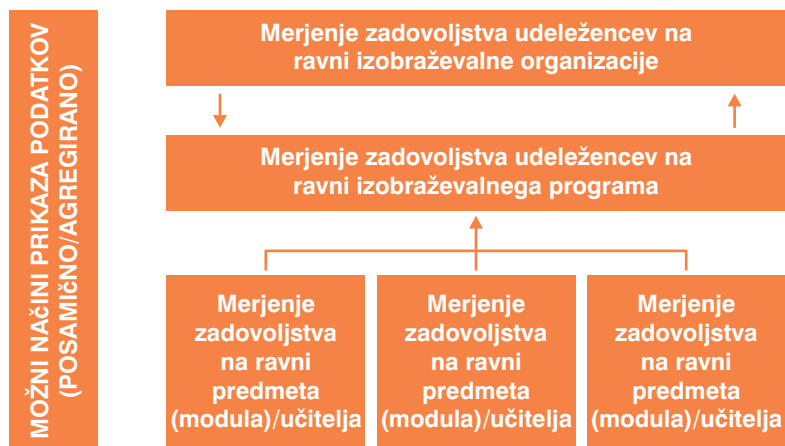 MOŽNI NAčINI PRIKAZA PODATKOV
(POSAMIčNO/AGREGIRANO)
Merjenje zadovoljstva udeležencev na
ravni izobraževalne organizacije
Merjenje zadovoljstva udeležencev na
ravni izobraževalnega programa
Merjenje
zadovoljstva
na ravni
predmeta
(modula)/učitelja
Merjenje
zadovoljstva
na ravni
predmeta
(modula)/učitelja
Merjenje
zadovoljstva
na ravni
predmeta
(modula)/učitelja